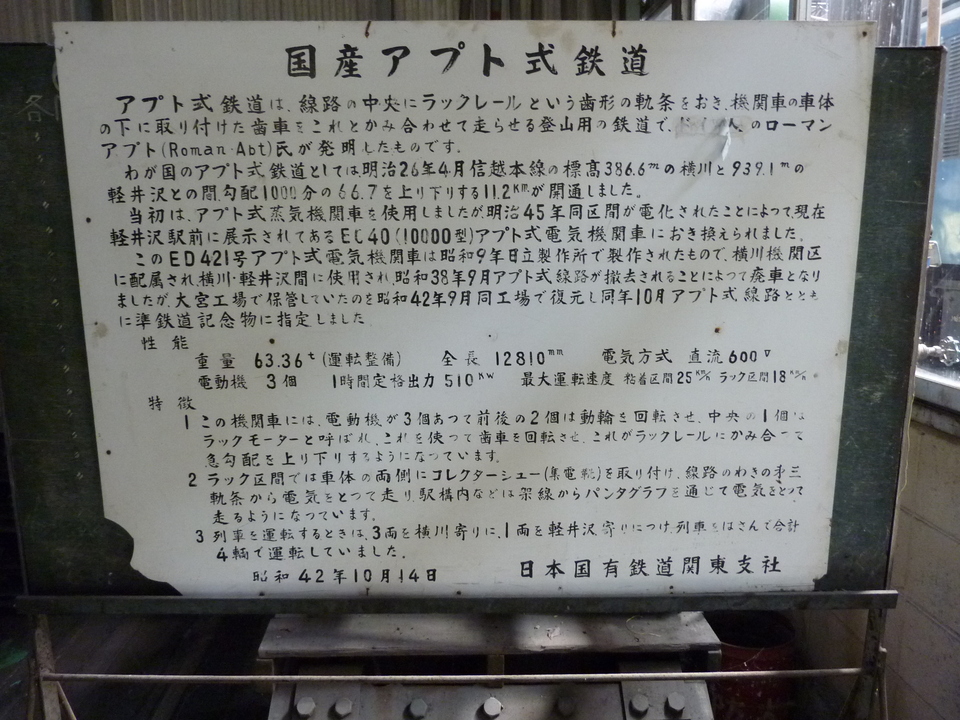 国産アプト式鉄道
アプト式鉄道は、線路の中央にラックレールという歯形の軌条をおき、機関車の車体
の下に取り付けた歯車をこれとかみ合わせて走らせる登山用の鉄道で、のローマン
アプト(Roman Abt)氏が発明したものです。
わが国のアプト式鉄道としては、明治26年4月信越本線の標高386.6mの横川と939.1mの
軽井沢との間、勾配1000分の66.7を上り下りする11.2Kmが開通しました。
当初は、アプト式蒸気機関車を使用しましたが、明治45年同区間が電化されたことによって、現在
軽井沢駅前に展示されてあるEC40(10000型)アプト式電気機関車におき換えられました。
このED421号アプト式電気機関車は昭和9年日立製作所で製作されたもので、横川機関区
に配属され、横川・軽井沢間に使用され、昭和38年9月アプト式線路が撤去されることによって廃車となり
ましたが、大宮工場で保管していたのを昭和42年9月同工場で復元し同年10月アプト式線路ととも
に準鉄道記念物に指定しました。
性能
重量 63.36t(運転整備) 全長 12810mm 電気方式 直流600V
電動機 3個 1時間定格出力 510KW 最大運転速度 粘着区間25Km/h ラック区間18Km/h
特徴
1 この機関車には、電動機が3個あって前後の2個は動輪を回転させ、中央の1個は
ラックモーターと呼ばれ、これを使って歯車を回転させ、これがラックレールにかみ合って
急勾配を上り下りするようになっています。
2 ラック区間では車体の両側にコレクターシュー(集電靴)を取り付け、線路のわきの第三
軌条から電気をとって走り、駅構内などは架線からパンタグラフを通じて電気をとって
走るようになっています。
3 列車を運転するときは、3両を横川寄りに、1両を軽井沢寄りにつけ、列車をはさんで合計
4輌で運転していました。
昭和42年10月14日 日本国有鉄道関東支社